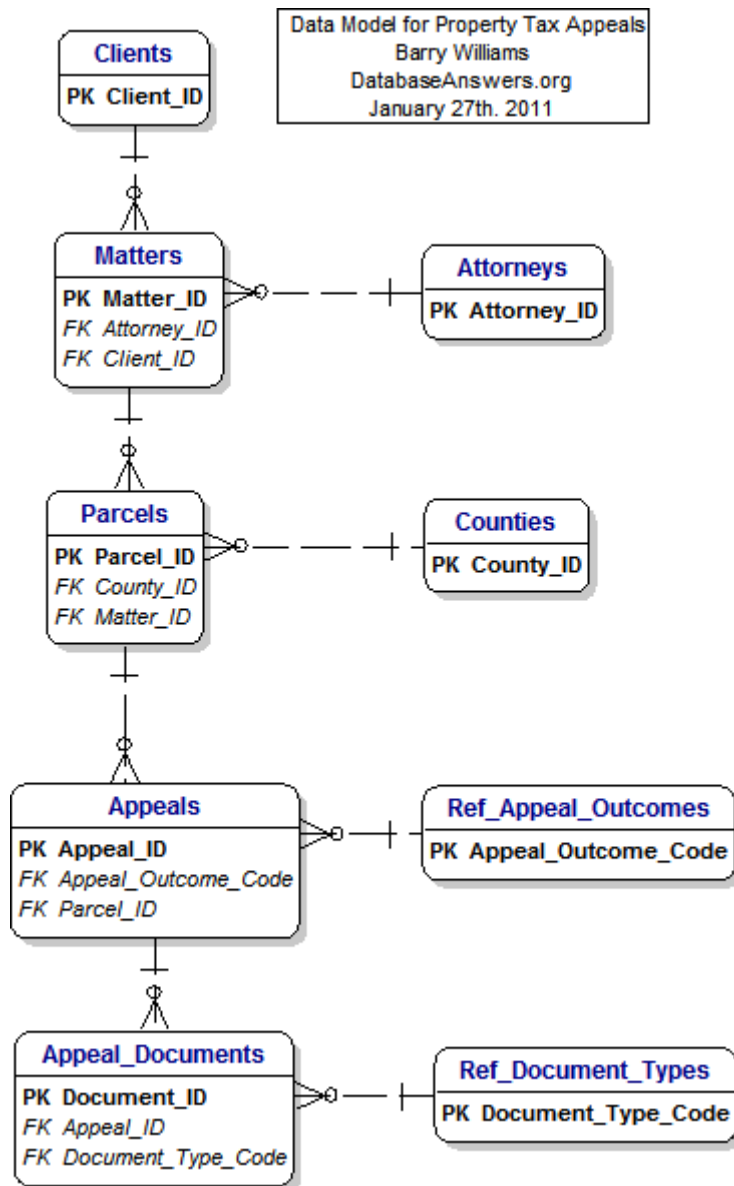 Data Model for Property Tax Appeals
Barry Williams
DatabaseAnswers.org
January 27th. 2011
Clients
PK Client_ID
Matters
PK Matter_ID
FK Attorney_ID
FK Client_ID
Attorneys
PK Attorney_ID
Parcels
PK Parcel_ID
FK County_ID
FK Matter_ID
Counties
PK County_ID
Appeals
PK Appeal_ID
FK Appeal_Outcome_Code
FK Parcel_ID
Ref_Appeal_Outcomes
PK Appeal_Outcome_Code
Appeal_Documents
PK Document_ID
FK Appeal_ID
FK Document_Type_Code
Ref_Document_Types
PK Document_Type_Code